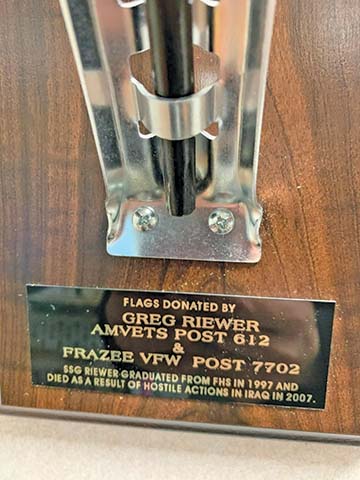 FLAGS DONATED BY
GREG RIEWER
AMVETS POST 612
&
FRAZEE VFW POST 7702
SSG RIEWER GRADUATED FROM FHS IN 1997 AND
DIED AS A RESULT OF HOSTILE ACTIONS IN IRAQ IN 2007.